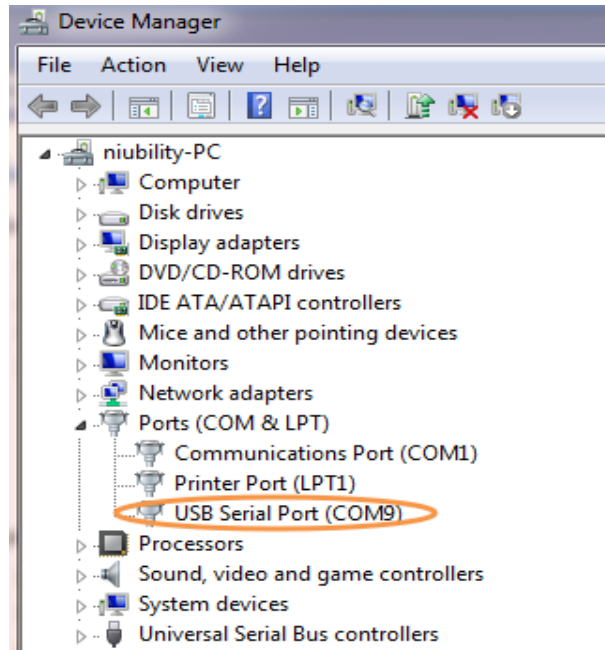 Device Manager
File Action View Help
niubility-PC
Computer
Disk drives
Display adapters
DVD/CD-ROM drives
IDE ATA/ATAPI controllers
Mice and other pointing devices
Monitors
Network adapters
Ports (COM & LPT)
Communications Port (COM1)
Printer Port (LPT1)
USB Serial Port (COM9)
Processors
Sound, video and game controllers
System devices
Universal Serial Bus controllers